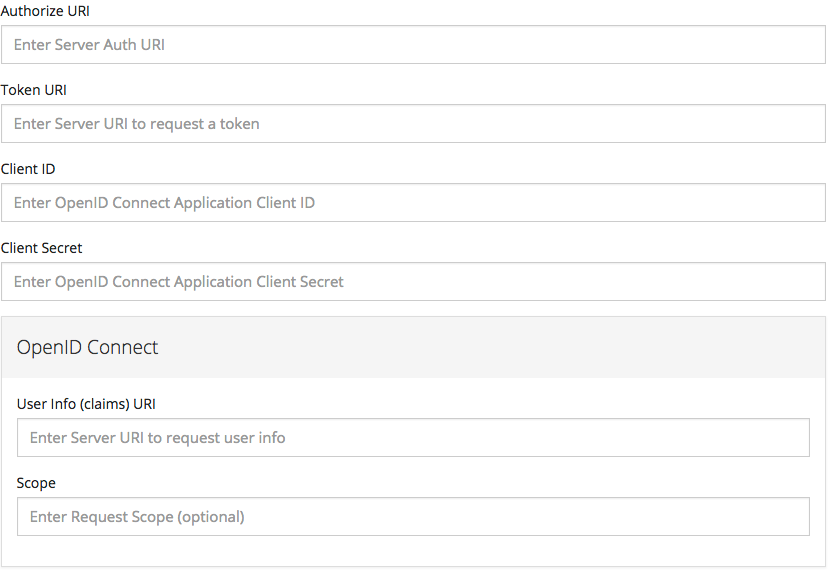 Authorize URI
Enter Server Auth URI
Token URI
Enter Server URI to request a token
Client ID
Enter OpenID Connect Application Client ID
Client Secret
Enter OpenID Connect Application Client Secret
OpenID Connect
User Info (claims) URI
Enter Server URI to request user info
Scope
Enter Request Scope (optional)